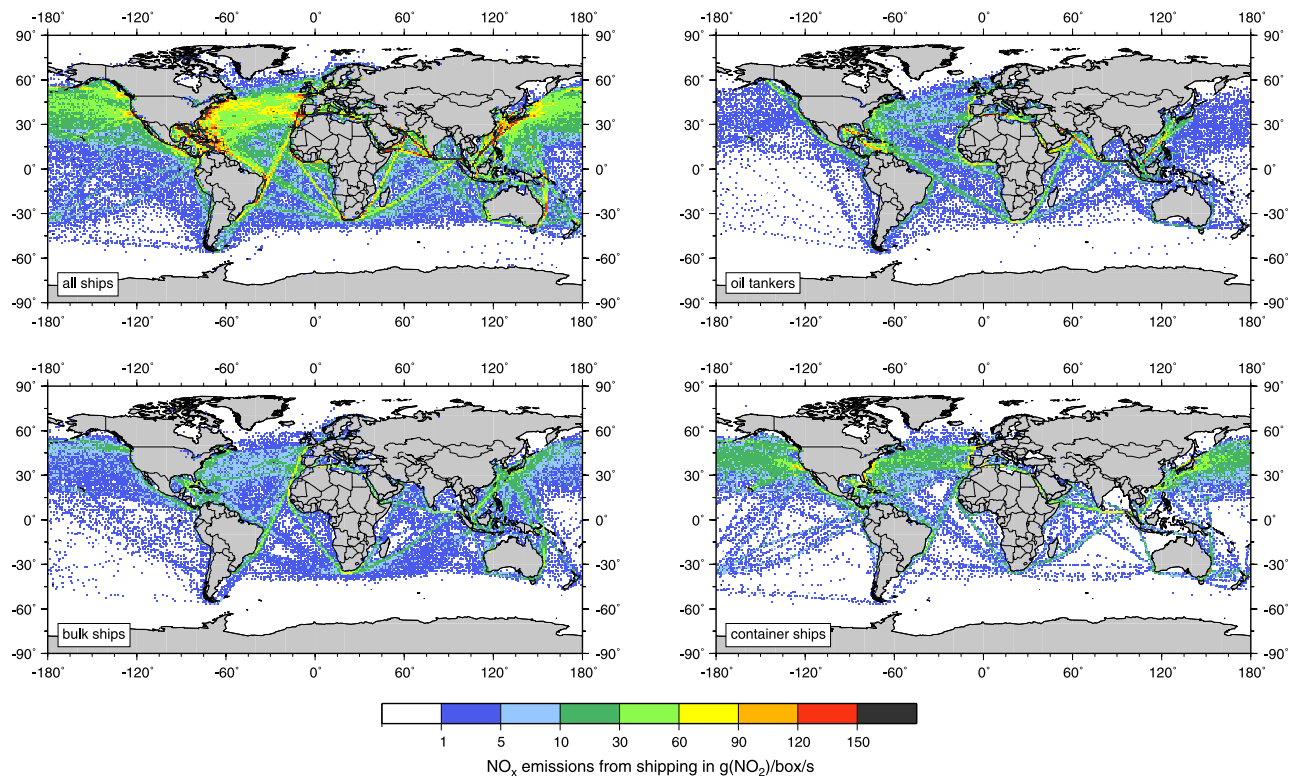 -180 -120 -60 0 60 120 180 -180 -120 -60 0 60 120 180
90° 90° 90° 90°
60° 60° 60° 60°
30° 30° 30° 30°
0° 0° 0° 0°
-30° -30° -30° -30°
-60° -60° -60° -60°
all ships oil tankers
-90° -90° -90° -90°
-180° -120° -60° 0° 60° 120° 180° -180° -120° -60° 0° 60° 120° 180°
-180° -120° -60° 0° 60° 120° 180° -180° -120° -60° 0° 60° 120° 180°
90° 90° 90° 90°
60° 60° 60° 60°
30° 30° 30° 30°
0° 0° 0° 0°
-30° -30° -30° -30°
-60° -60° -60° -60°
bulk ships container ships
-90° -90° -90° -90°
-180° -120° -60° 0° 60° 120° 180° -180° -120° -60° 0° 60° 120° 180°
1 5 10 30 60 90 120 150
NOₓ emissions from shipping in g(NO₂)/box/s